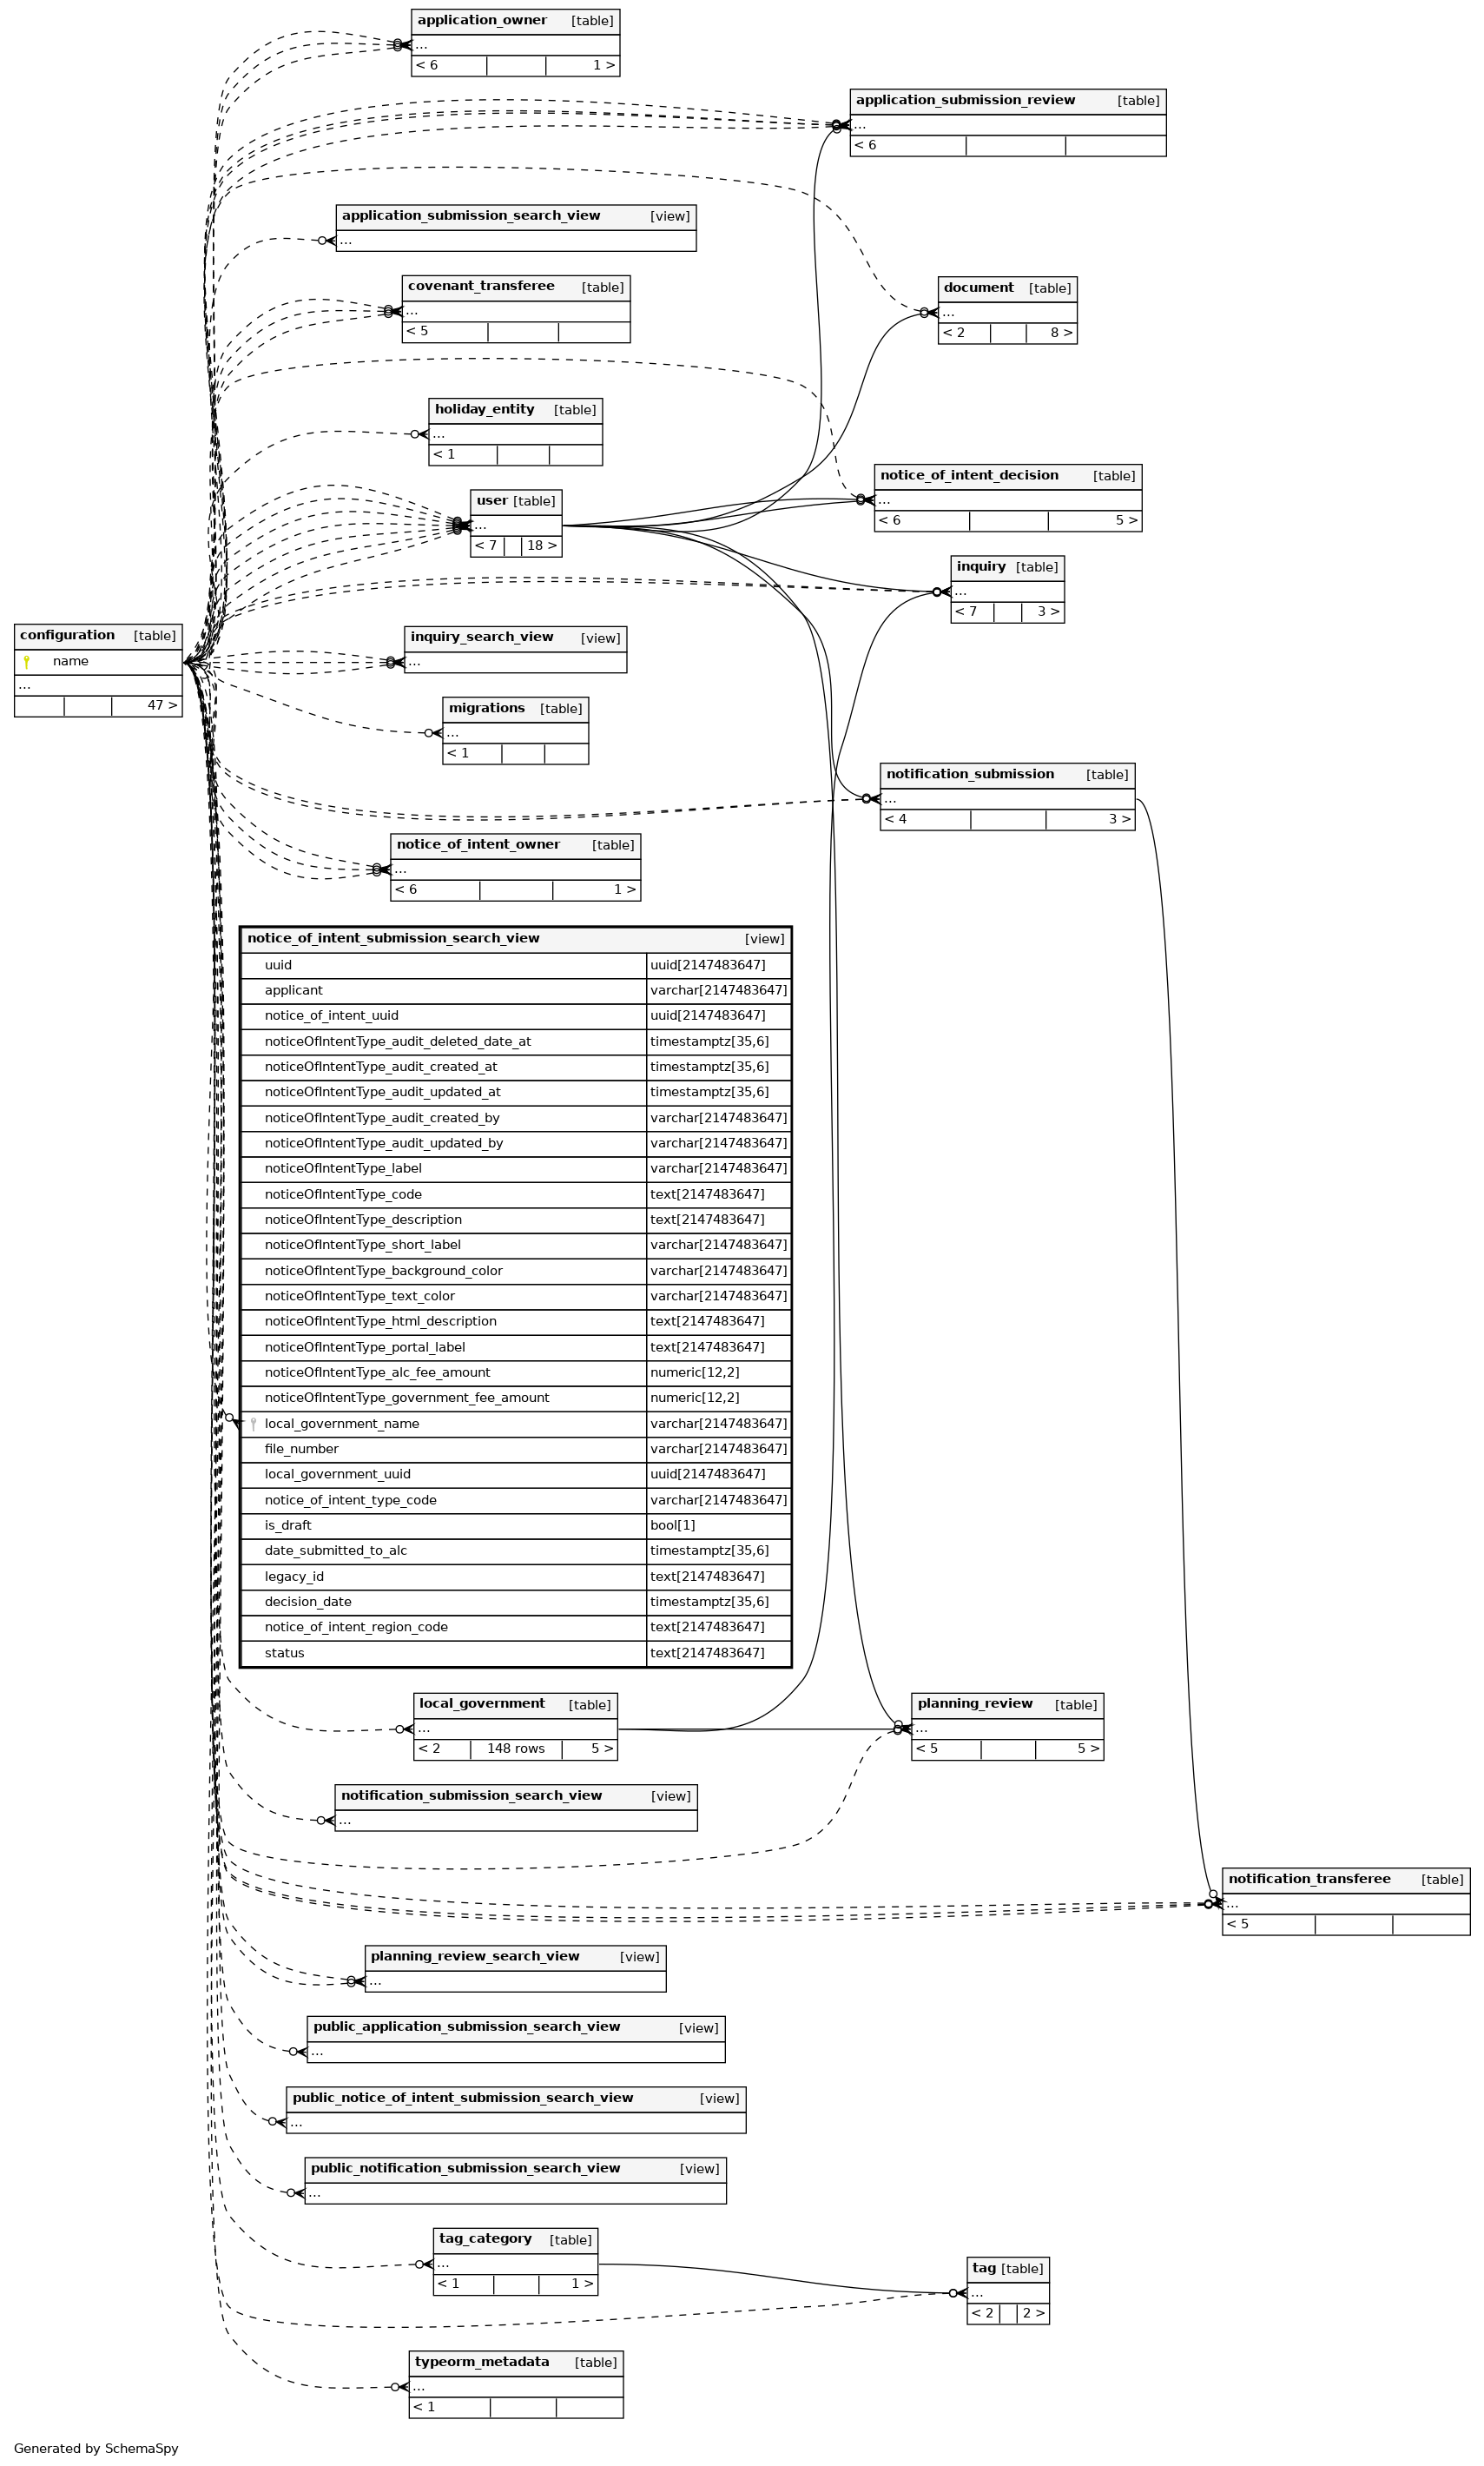 application_owner [table]
...
< 6 1 >
application_submission_review [table]
...
< 6
application_submission_search_view [view]
...
covenant_transferee [table]
...
< 5
document [table]
...
< 2 8 >
holiday_entity [table]
...
< 1
notice_of_intent_decision [table]
...
< 6 5 >
user [table]
...
< 7 18 >
inquiry [table]
...
< 7 3 >
configuration [table]
name
...
47 >
inquiry_search_view [view]
...
migrations [table]
...
< 1
notification_submission [table]
...
< 4 3 >
notice_of_intent_owner [table]
...
< 6 1 >
notice_of_intent_submission_search_view [view]
uuid uuid[2147483647]
applicant varchar[2147483647]
notice_of_intent_uuid uuid[2147483647]
noticeOfIntentType_audit_deleted_date_at timestamptz[35,6]
noticeOfIntentType_audit_created_at timestamptz[35,6]
noticeOfIntentType_audit_updated_at timestamptz[35,6]
noticeOfIntentType_audit_created_by varchar[2147483647]
noticeOfIntentType_audit_updated_by varchar[2147483647]
noticeOfIntentType_label varchar[2147483647]
noticeOfIntentType_code text[2147483647]
noticeOfIntentType_description text[2147483647]
noticeOfIntentType_short_label varchar[2147483647]
noticeOfIntentType_background_color varchar[2147483647]
noticeOfIntentType_text_color varchar[2147483647]
noticeOfIntentType_html_description text[2147483647]
noticeOfIntentType_portal_label text[2147483647]
noticeOfIntentType_alc_fee_amount numeric[12,2]
noticeOfIntentType_government_fee_amount numeric[12,2]
local_government_name varchar[2147483647]
file_number varchar[2147483647]
local_government_uuid uuid[2147483647]
notice_of_intent_type_code varchar[2147483647]
is_draft bool[1]
date_submitted_to_alc timestamptz[35,6]
legacy_id text[2147483647]
decision_date timestamptz[35,6]
notice_of_intent_region_code text[2147483647]
status text[2147483647]
local_government [table]
...
< 2 148 rows 5 >
planning_review [table]
...
< 5 5 >
notification_submission_search_view [view]
...
notification_transferee [table]
...
< 5
planning_review_search_view [view]
...
public_application_submission_search_view [view]
...
public_notice_of_intent_submission_search_view [view]
...
public_notification_submission_search_view [view]
...
tag_category [table]
...
< 1 1 >
tag [table]
...
< 2 2 >
typeorm_metadata [table]
...
< 1
Generated by SchemaSpy